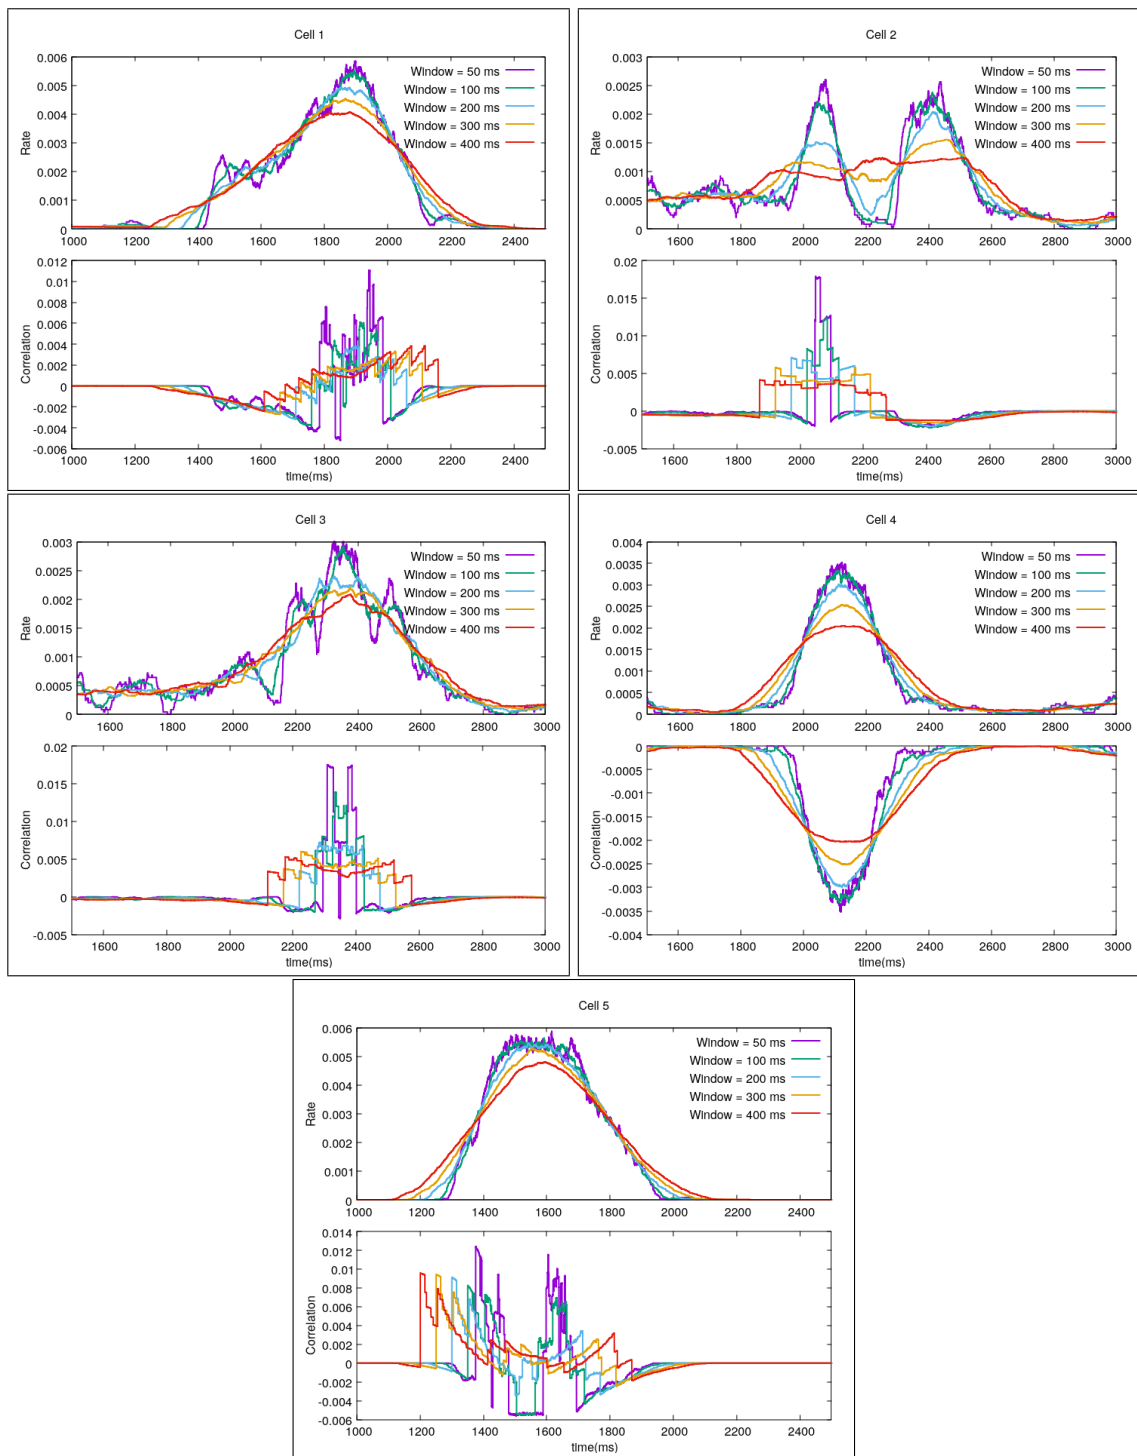 Cell 1
0.006
0.005
0.004
0.003
0.002
0.001
0
Rate
Window = 50 ms
Window = 100 ms
Window = 200 ms
Window = 300 ms
Window = 400 ms
1000 1200 1400 1600 1800 2000 2200 2400
0.012
0.01
0.008
0.006
0.004
0.002
0
-0.002
-0.004
-0.006
Correlation
1000 1200 1400 1600 1800 2000 2200 2400
time(ms)
Cell 2
0.003
0.0025
0.002
0.0015
0.001
0.0005
0
Rate
Window = 50 ms
Window = 100 ms
Window = 200 ms
Window = 300 ms
Window = 400 ms
1600 1800 2000 2200 2400 2600 2800 3000
0.02
0.015
0.01
0.005
0
-0.005
Correlation
1600 1800 2000 2200 2400 2600 2800 3000
time(ms)
Cell 3
0.003
0.0025
0.002
0.0015
0.001
0.0005
0
Rate
Window = 50 ms
Window = 100 ms
Window = 200 ms
Window = 300 ms
Window = 400 ms
1600 1800 2000 2200 2400 2600 2800 3000
0.02
0.015
0.01
0.005
0
-0.005
Correlation
1600 1800 2000 2200 2400 2600 2800 3000
time(ms)
Cell 4
0.004
0.0035
0.003
0.0025
0.002
0.0015
0.001
0.0005
0
Rate
Window = 50 ms
Window = 100 ms
Window = 200 ms
Window = 300 ms
Window = 400 ms
1600 1800 2000 2200 2400 2600 2800 3000
0
-0.0005
-0.001
-0.0015
-0.002
-0.0025
-0.003
-0.0035
-0.004
Correlation
1600 1800 2000 2200 2400 2600 2800 3000
time(ms)
Cell 5
0.006
0.005
0.004
0.003
0.002
0.001
0
Rate
Window = 50 ms
Window = 100 ms
Window = 200 ms
Window = 300 ms
Window = 400 ms
1000 1200 1400 1600 1800 2000 2200 2400
0.014
0.012
0.01
0.008
0.006
0.004
0.002
0
-0.002
-0.004
-0.006
Correlation
1000 1200 1400 1600 1800 2000 2200 2400
time(ms)